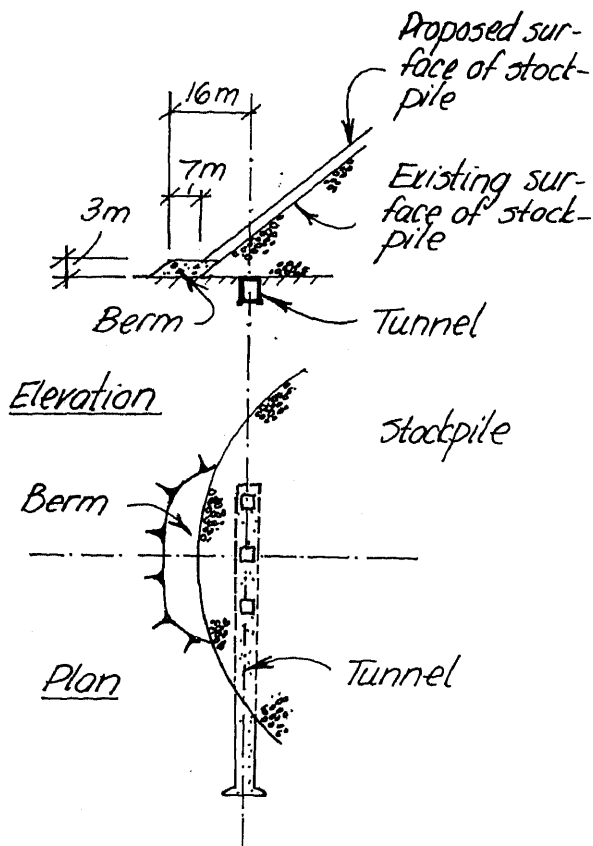 Proposed sur-
face of stock-
pile
16m
7m
Existing sur-
face of stock-
pile
3m
Berm
Tunnel
Elevation
Stockpile
Berm
Plan
Tunnel